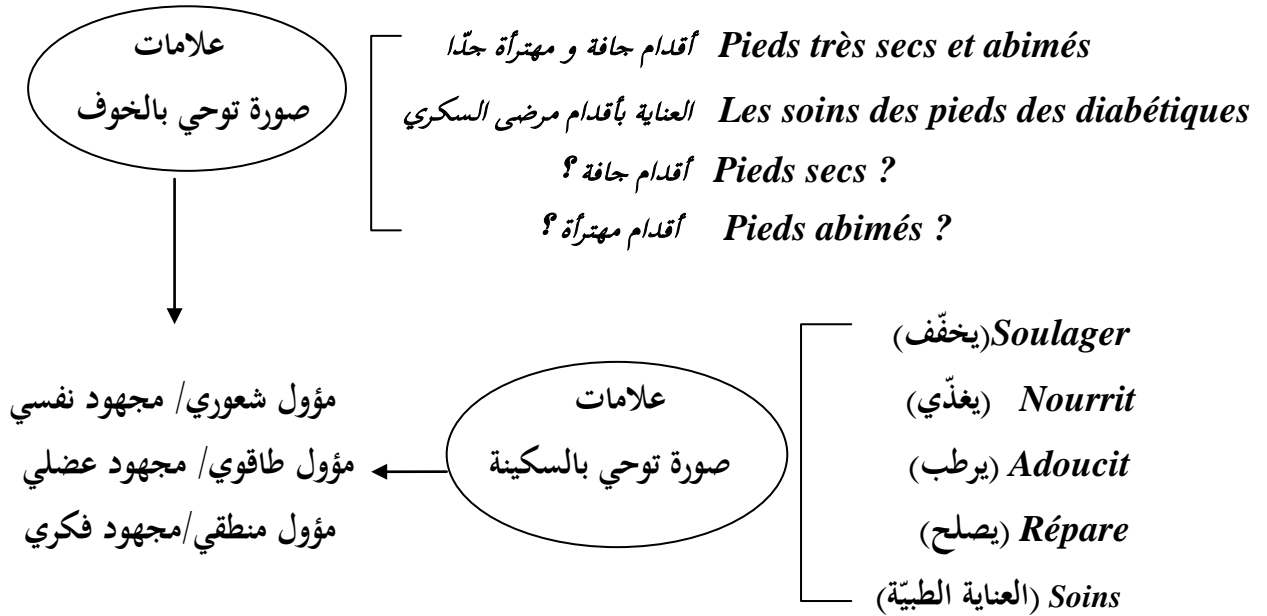 علامات
صورة توحي بالخوف
Pieds très secs et abimés أقدام جافة و مهترأة جدّا
Les soins des pieds des diabétiques العناية بأقدام مرضى السكري
Pieds secs ? أقدام جافة ؟
Pieds abimés ? أقدام مهترأة ؟
Soulager(يخفّف)
Nourrit (يغذّي)
Adoucit (يرطب)
Répare (يصلح)
Soins (العناية الطبيّة)
علامات
صورة توحي بالسكينة
مؤول شعوري/ مجهود نفسي
مؤول طاقوي/ مجهود عضلي
مؤول منطقي/مجهود فكري